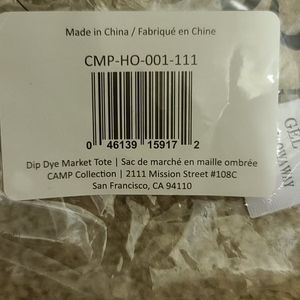 Made in China / Fabriqué en Chine
CMP-HO-001-111
0 46139 15917 2
Dip Dye Market Tote | Sac de marché en maille ombrée
CAMP Collection | 2111 Mission Street #108C
San Francisco, CA 94110
GEL